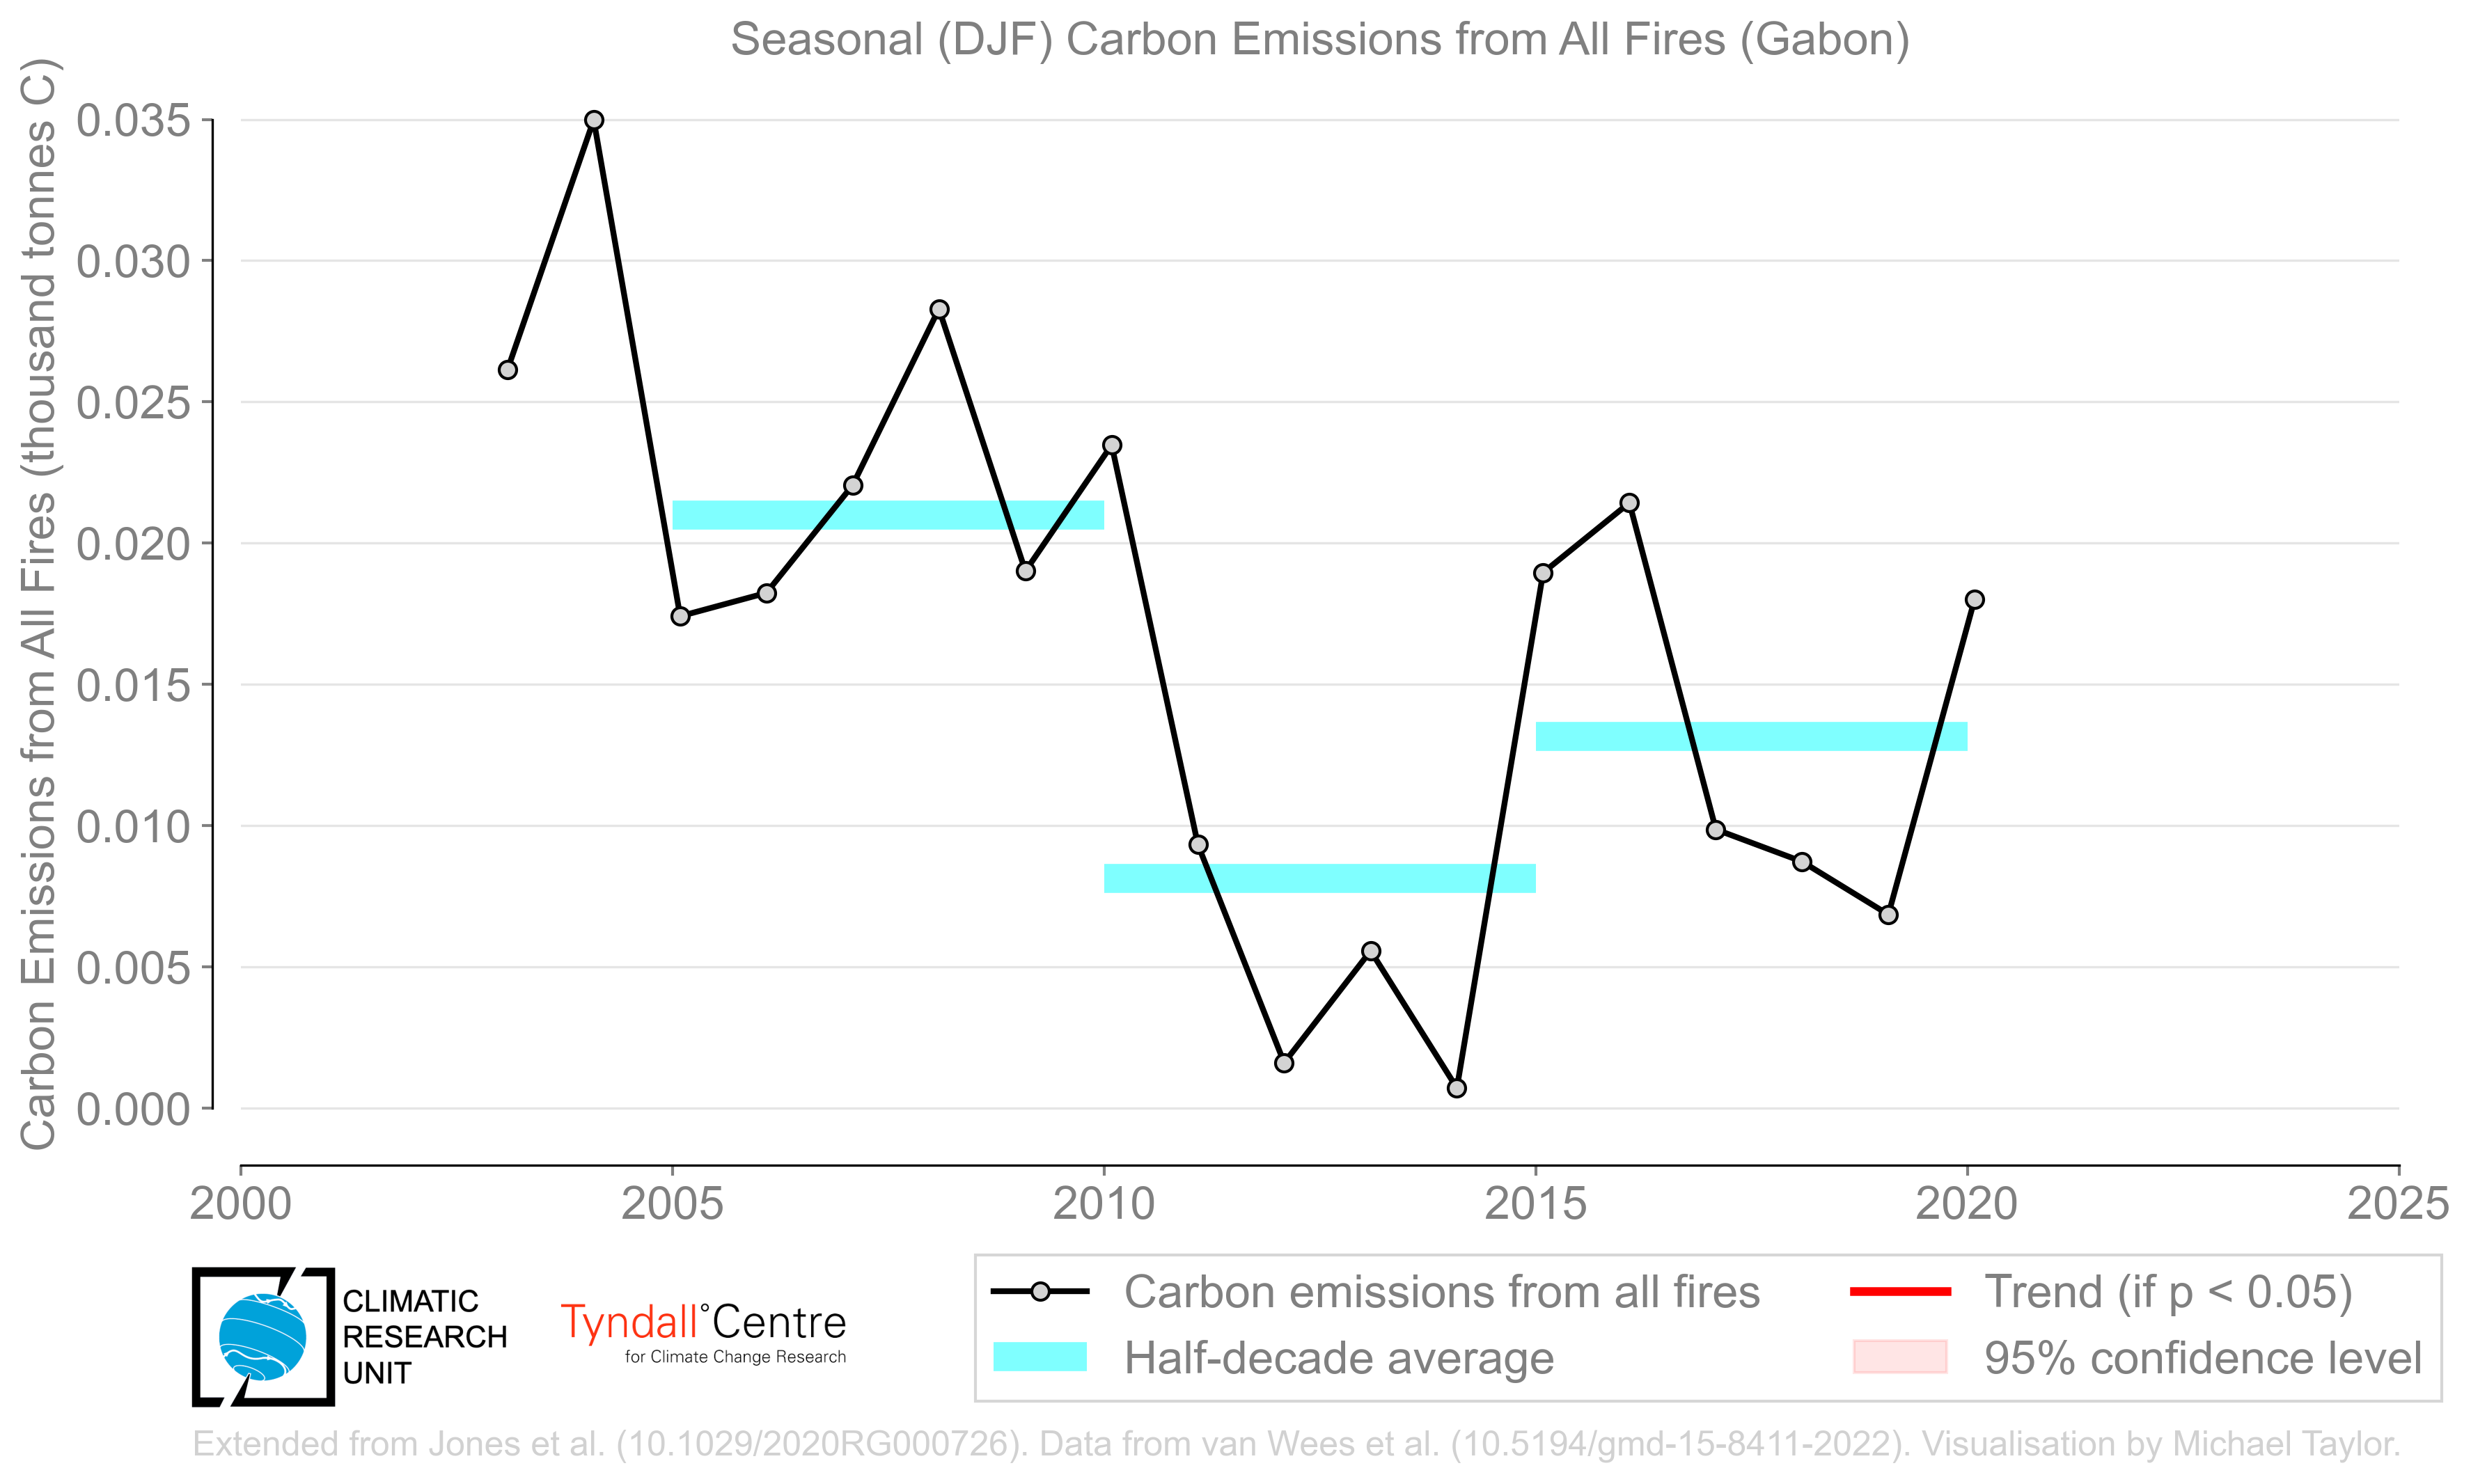 Seasonal (DJF) Carbon Emissions from All Fires (Gabon)
Carbon Emissions from All Fires (thousand tonnes C)
0.035
0.030
0.025
0.020
0.015
0.010
0.005
0.000
2000
2005
2010
2015
2020
2025
CLIMATIC
RESEARCH
UNIT
Tyndall°Centre
for Climate Change Research
Carbon emissions from all fires
Half-decade average
Trend (if p < 0.05)
95% confidence level
Extended from Jones et al. (10.1029/2020RG000726). Data from van Wees et al. (10.5194/gmd-15-8411-2022). Visualisation by Michael Taylor.